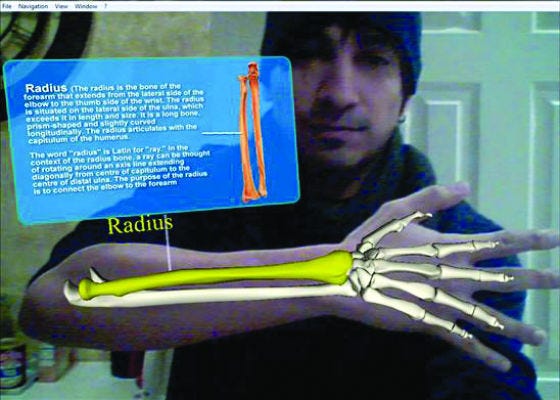 File Navigation View Window ?
Radius (The radius is the bone of the
forearm that extends from the lateral side of the
elbow to the thumb side of the wrist. The radius
is situated on the lateral side of the ulna, which
exceeds it in length and size. It is a long bone,
prism-shaped and slightly curved
longitudinally. The radius articulates with the
capitulum of the humerus.
The word "radius" is Latin for "ray." In the
context of the radius bone, a ray can be thought
of rotating around an axis line extending
diagonally from centre of capitulum to the
centre of distal ulna. The purpose of the radius
is to connect the elbow to the forearm
Radius